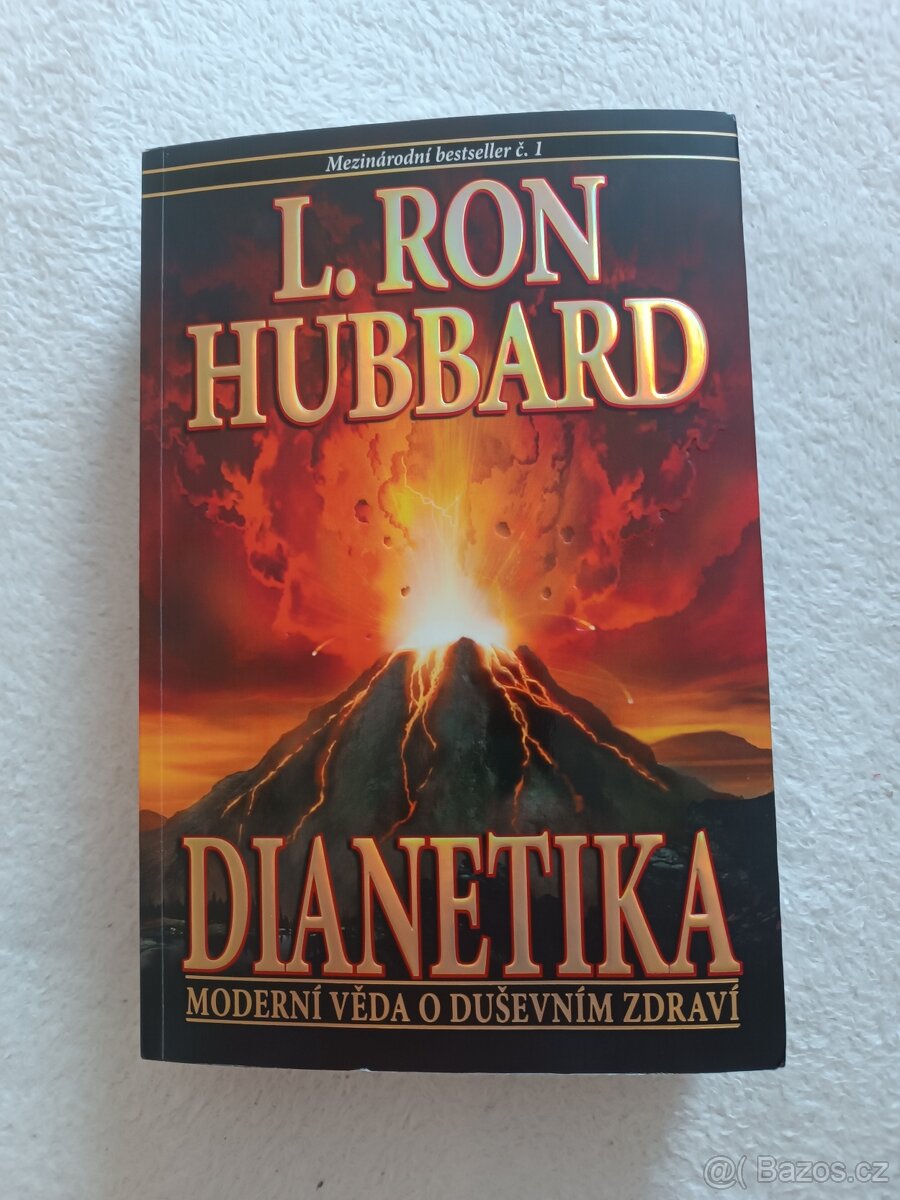 Mezinárodní bestseller č. 1
L. RON
HUBBARD
DIANETIKA
MODERNÍ VĚDA O DUŠEVNÍM ZDRAVÍ
@( Bazos.cz